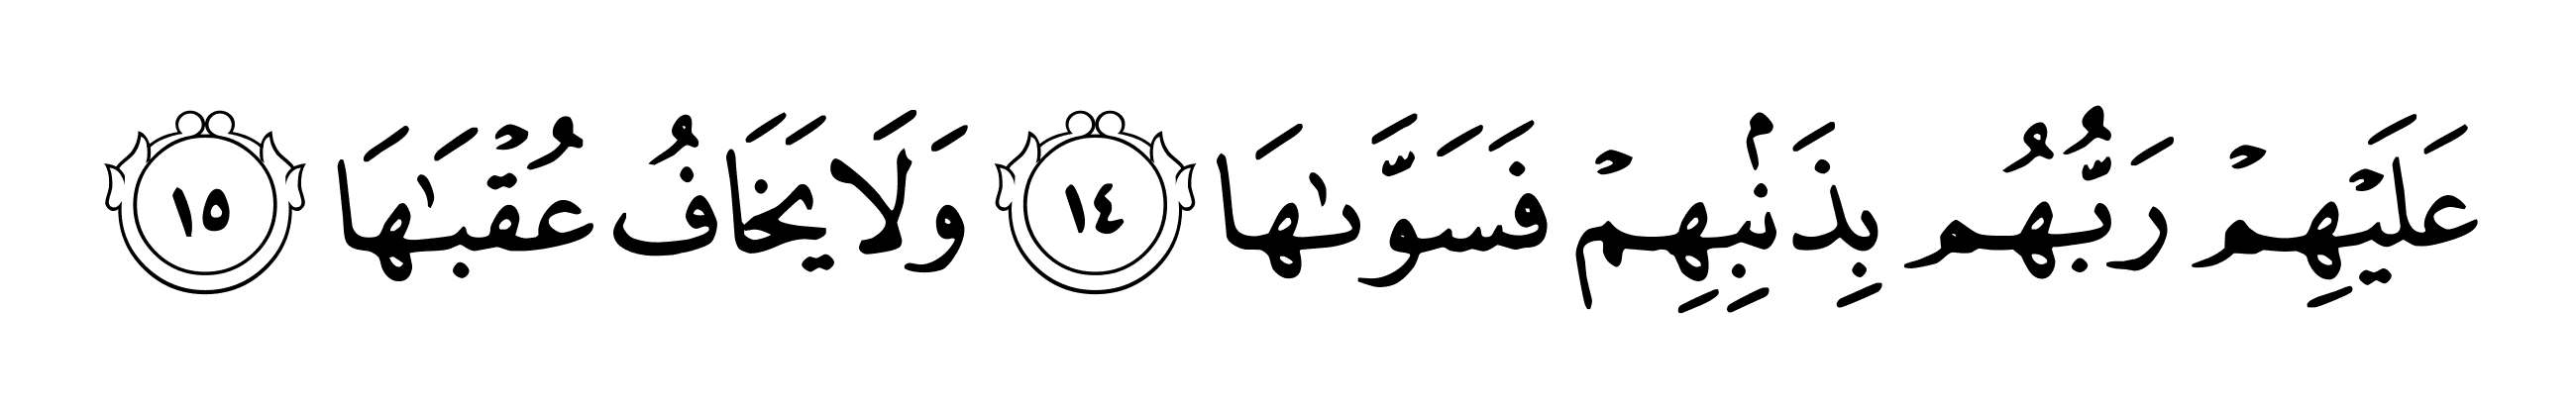 عَلَيْهِمْ رَبُّهُم بِذَنۢبِهِمْ فَسَوَّىٰهَا ١٤ وَلَا يَخَافُ عُقْبَٰهَا ١٥